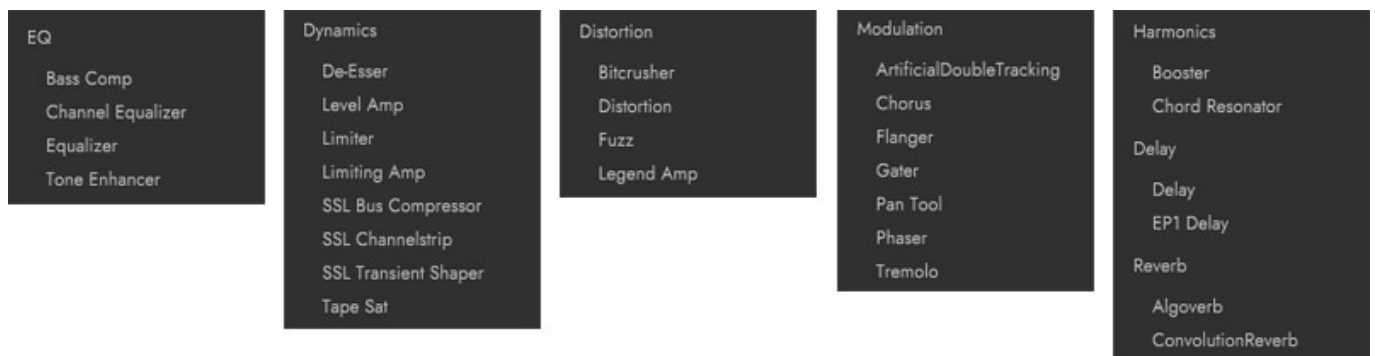 EQ
Bass Comp
Channel Equalizer
Equalizer
Tone Enhancer
Dynamics
De-Esser
Level Amp
Limiter
Limiting Amp
SSL Bus Compressor
SSL Channelstrip
SSL Transient Shaper
Tape Sat
Distortion
Bitcrusher
Distortion
Fuzz
Legend Amp
Modulation
ArtificialDoubleTracking
Chorus
Flanger
Gater
Pan Tool
Phaser
Tremolo
Harmonics
Booster
Chord Resonator
Delay
Delay
EP1 Delay
Reverb
Algoverb
ConvolutionReverb